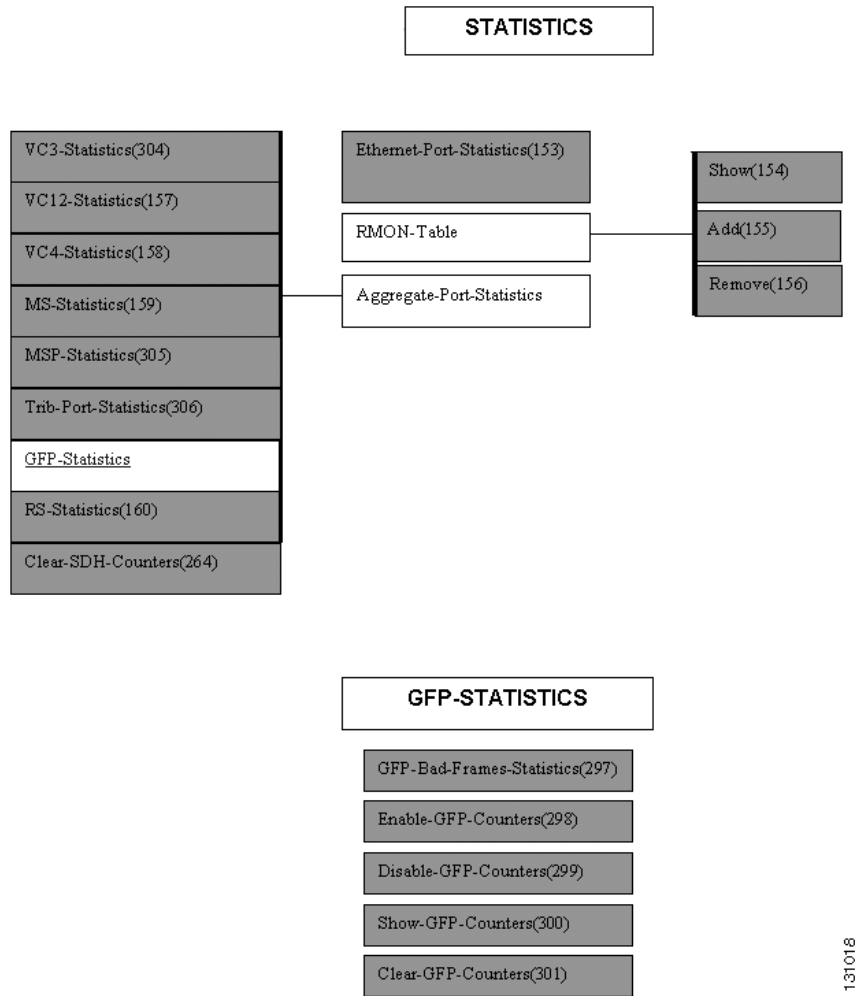 STATISTICS
VC3-Statistics(304)
VC12-Statistics(157)
VC4-Statistics(158)
MS-Statistics(159)
MSP-Statistics(305)
Trib-Port-Statistics(306)
GFP-Statistics
RS-Statistics(160)
Clear-SDH-Counters(264)
Ethernet-Port-Statistics(153)
RMON-Table
Aggregate-Port-Statistics
Show(154)
Add(155)
Remove(156)
GFP-STATISTICS
GFP-Bad-Frames-Statistics(297)
Enable-GFP-Counters(298)
Disable-GFP-Counters(299)
Show-GFP-Counters(300)
Clear-GFP-Counters(301)
131018